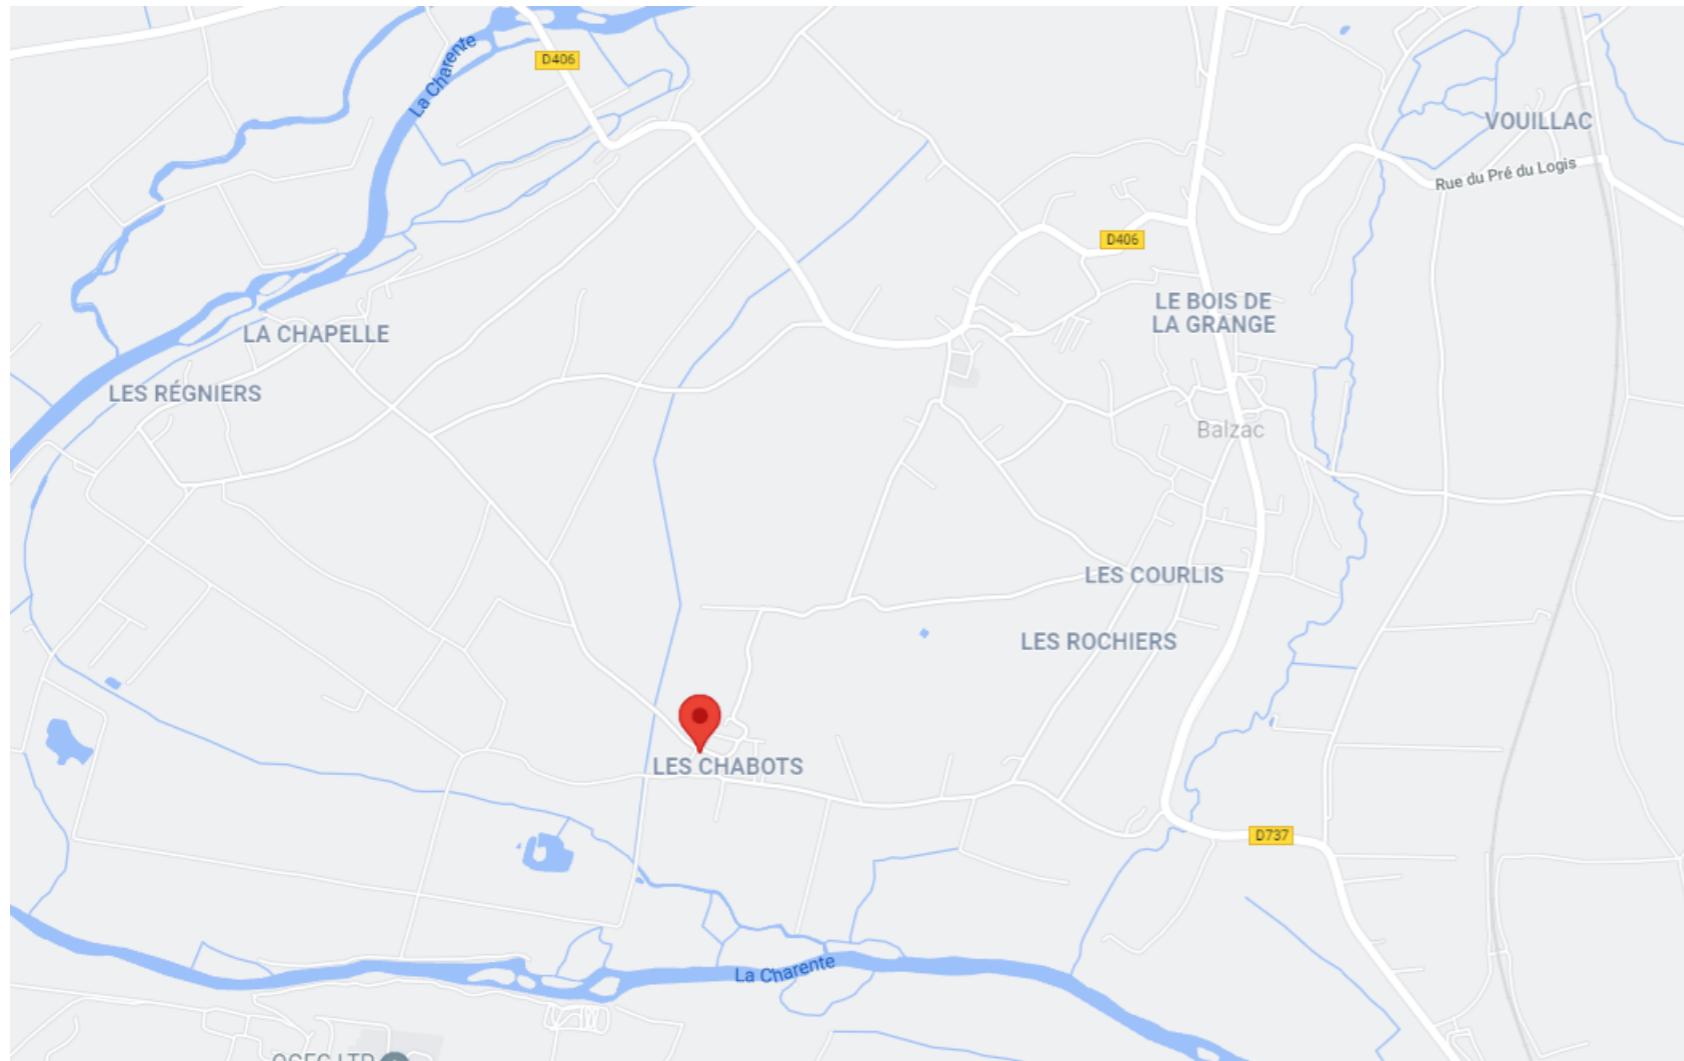 La Charente
D406
VOUILLAC
Rue du Pré du Logis
D406
LE BOIS DE
LA GRANGE
LA CHAPELLE
LES RÉGNIERS
Balzac
LES COURLIS
LES ROCHIERS
LES CHABOTS
D737
La Charente